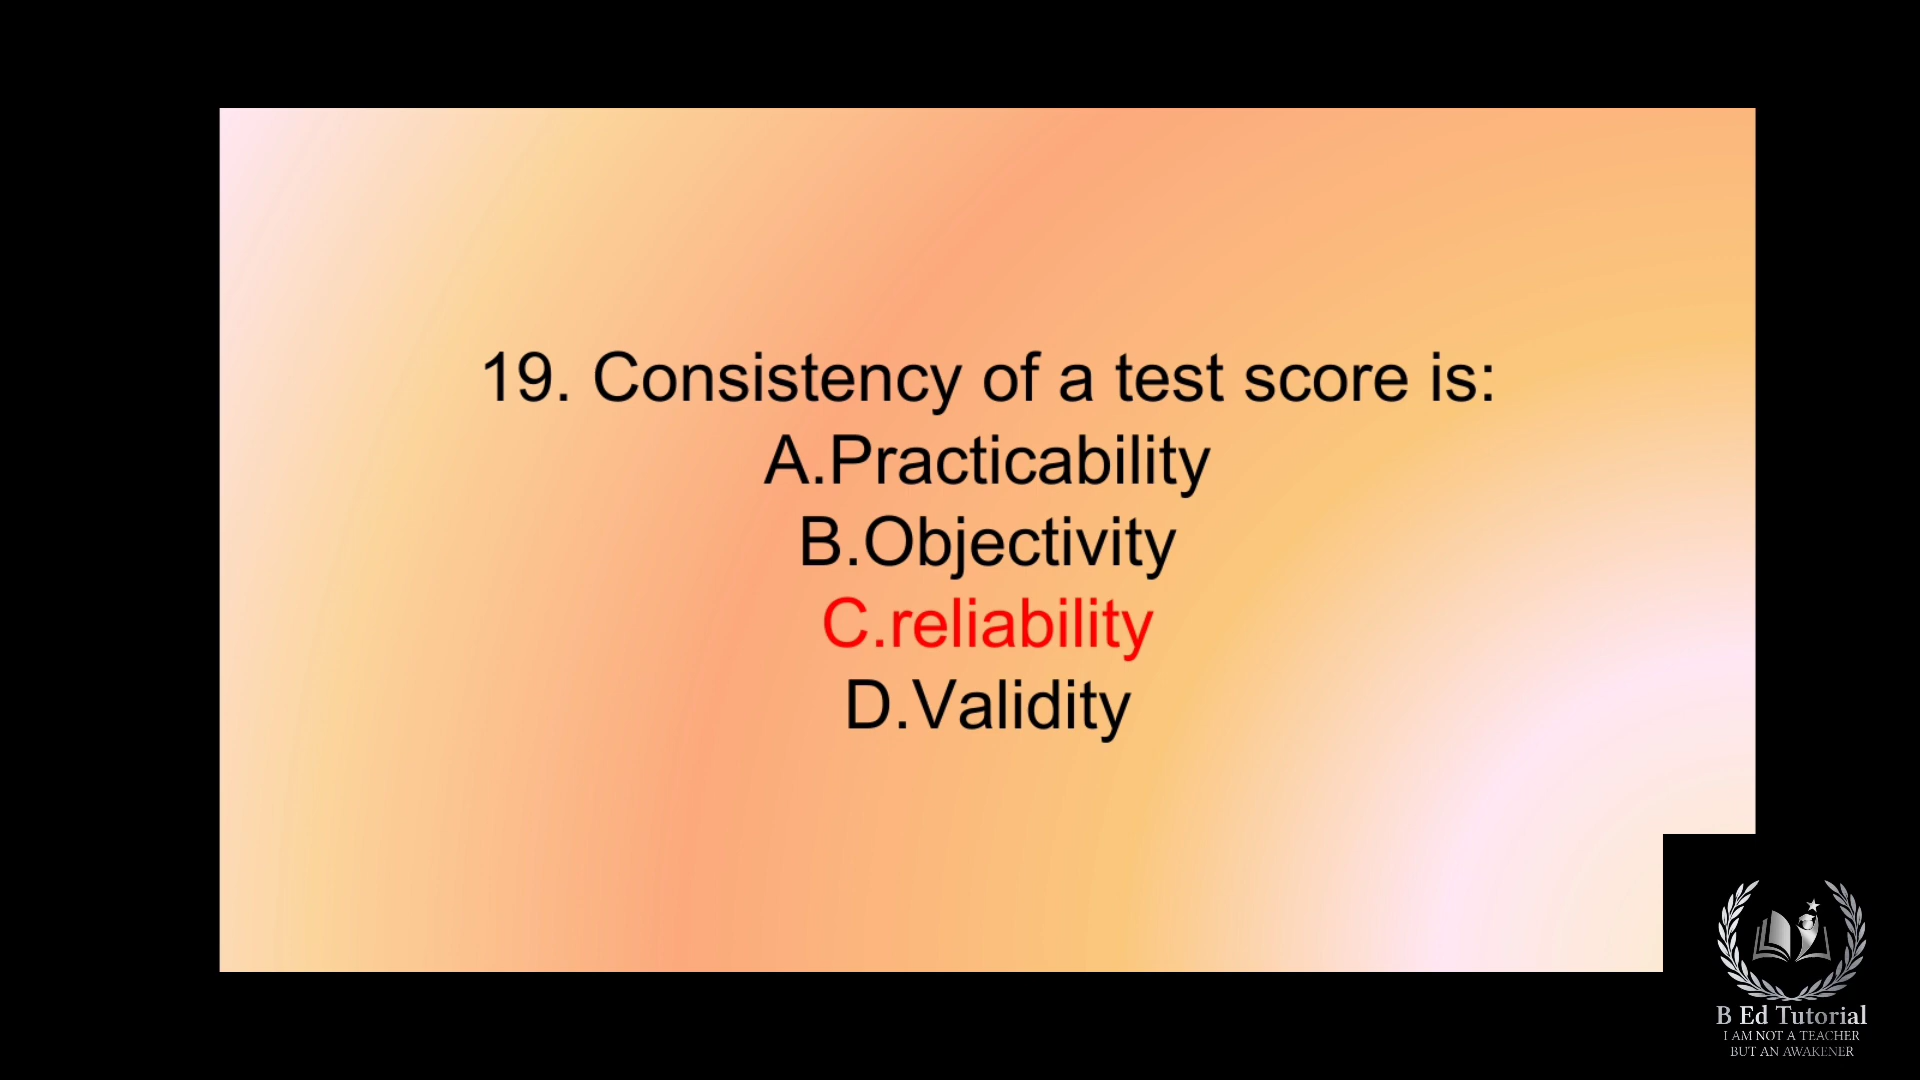 19. Consistency of a test score is:
A.Practicability
B.Objectivity
C.reliability
D.Validity
B Ed Tutorial
I AM NOT A TEACHER
BUT AN AWAKENER